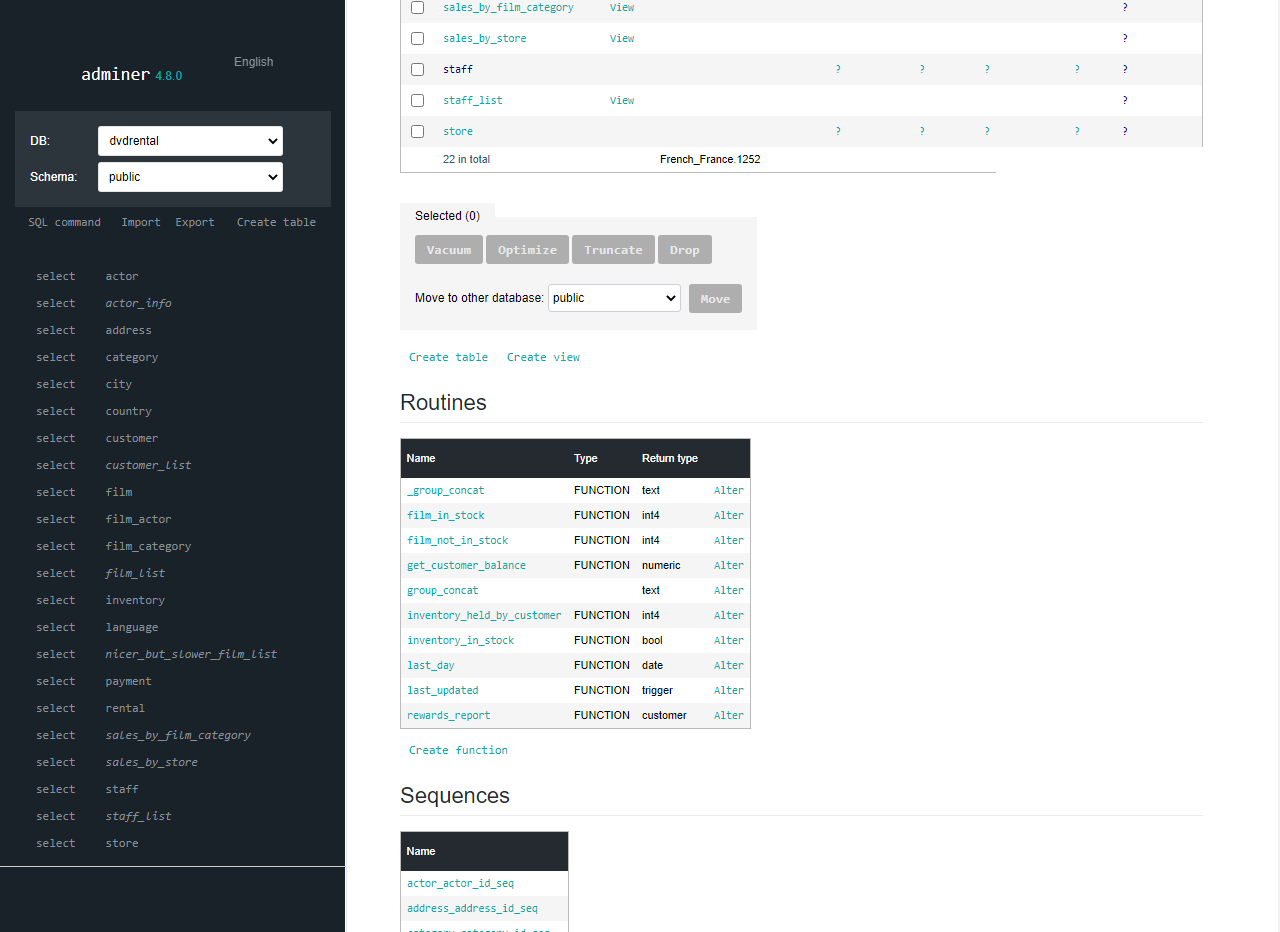 adminer 4.8.0
English
DB: dvdrental
Schema: public
SQL command Import Export Create table
select actor
select actor_info
select address
select category
select city
select country
select customer
select customer_list
select film
select film_actor
select film_category
select film_list
select inventory
select language
select nicer_but_slower_film_list
select payment
select rental
select sales_by_film_category
select sales_by_store
select staff
select staff_list
select store
sales_by_film_category View ?
sales_by_store View ?
staff ? ? ? ? ?
staff_list View ?
store ? ? ? ? ?
22 in total French_France.1252
Selected (0)
Vacuum Optimize Truncate Drop
Move to other database: public Move
Create table Create view
Routines
Name Type Return type
_group_concat FUNCTION text Alter
film_in_stock FUNCTION int4 Alter
film_not_in_stock FUNCTION int4 Alter
get_customer_balance FUNCTION numeric Alter
group_concat text Alter
inventory_held_by_customer FUNCTION int4 Alter
inventory_in_stock FUNCTION bool Alter
last_day FUNCTION date Alter
last_updated FUNCTION trigger Alter
rewards_report FUNCTION customer Alter
Create function
Sequences
Name
actor_actor_id_seq
address_address_id_seq
category_category_id_seq